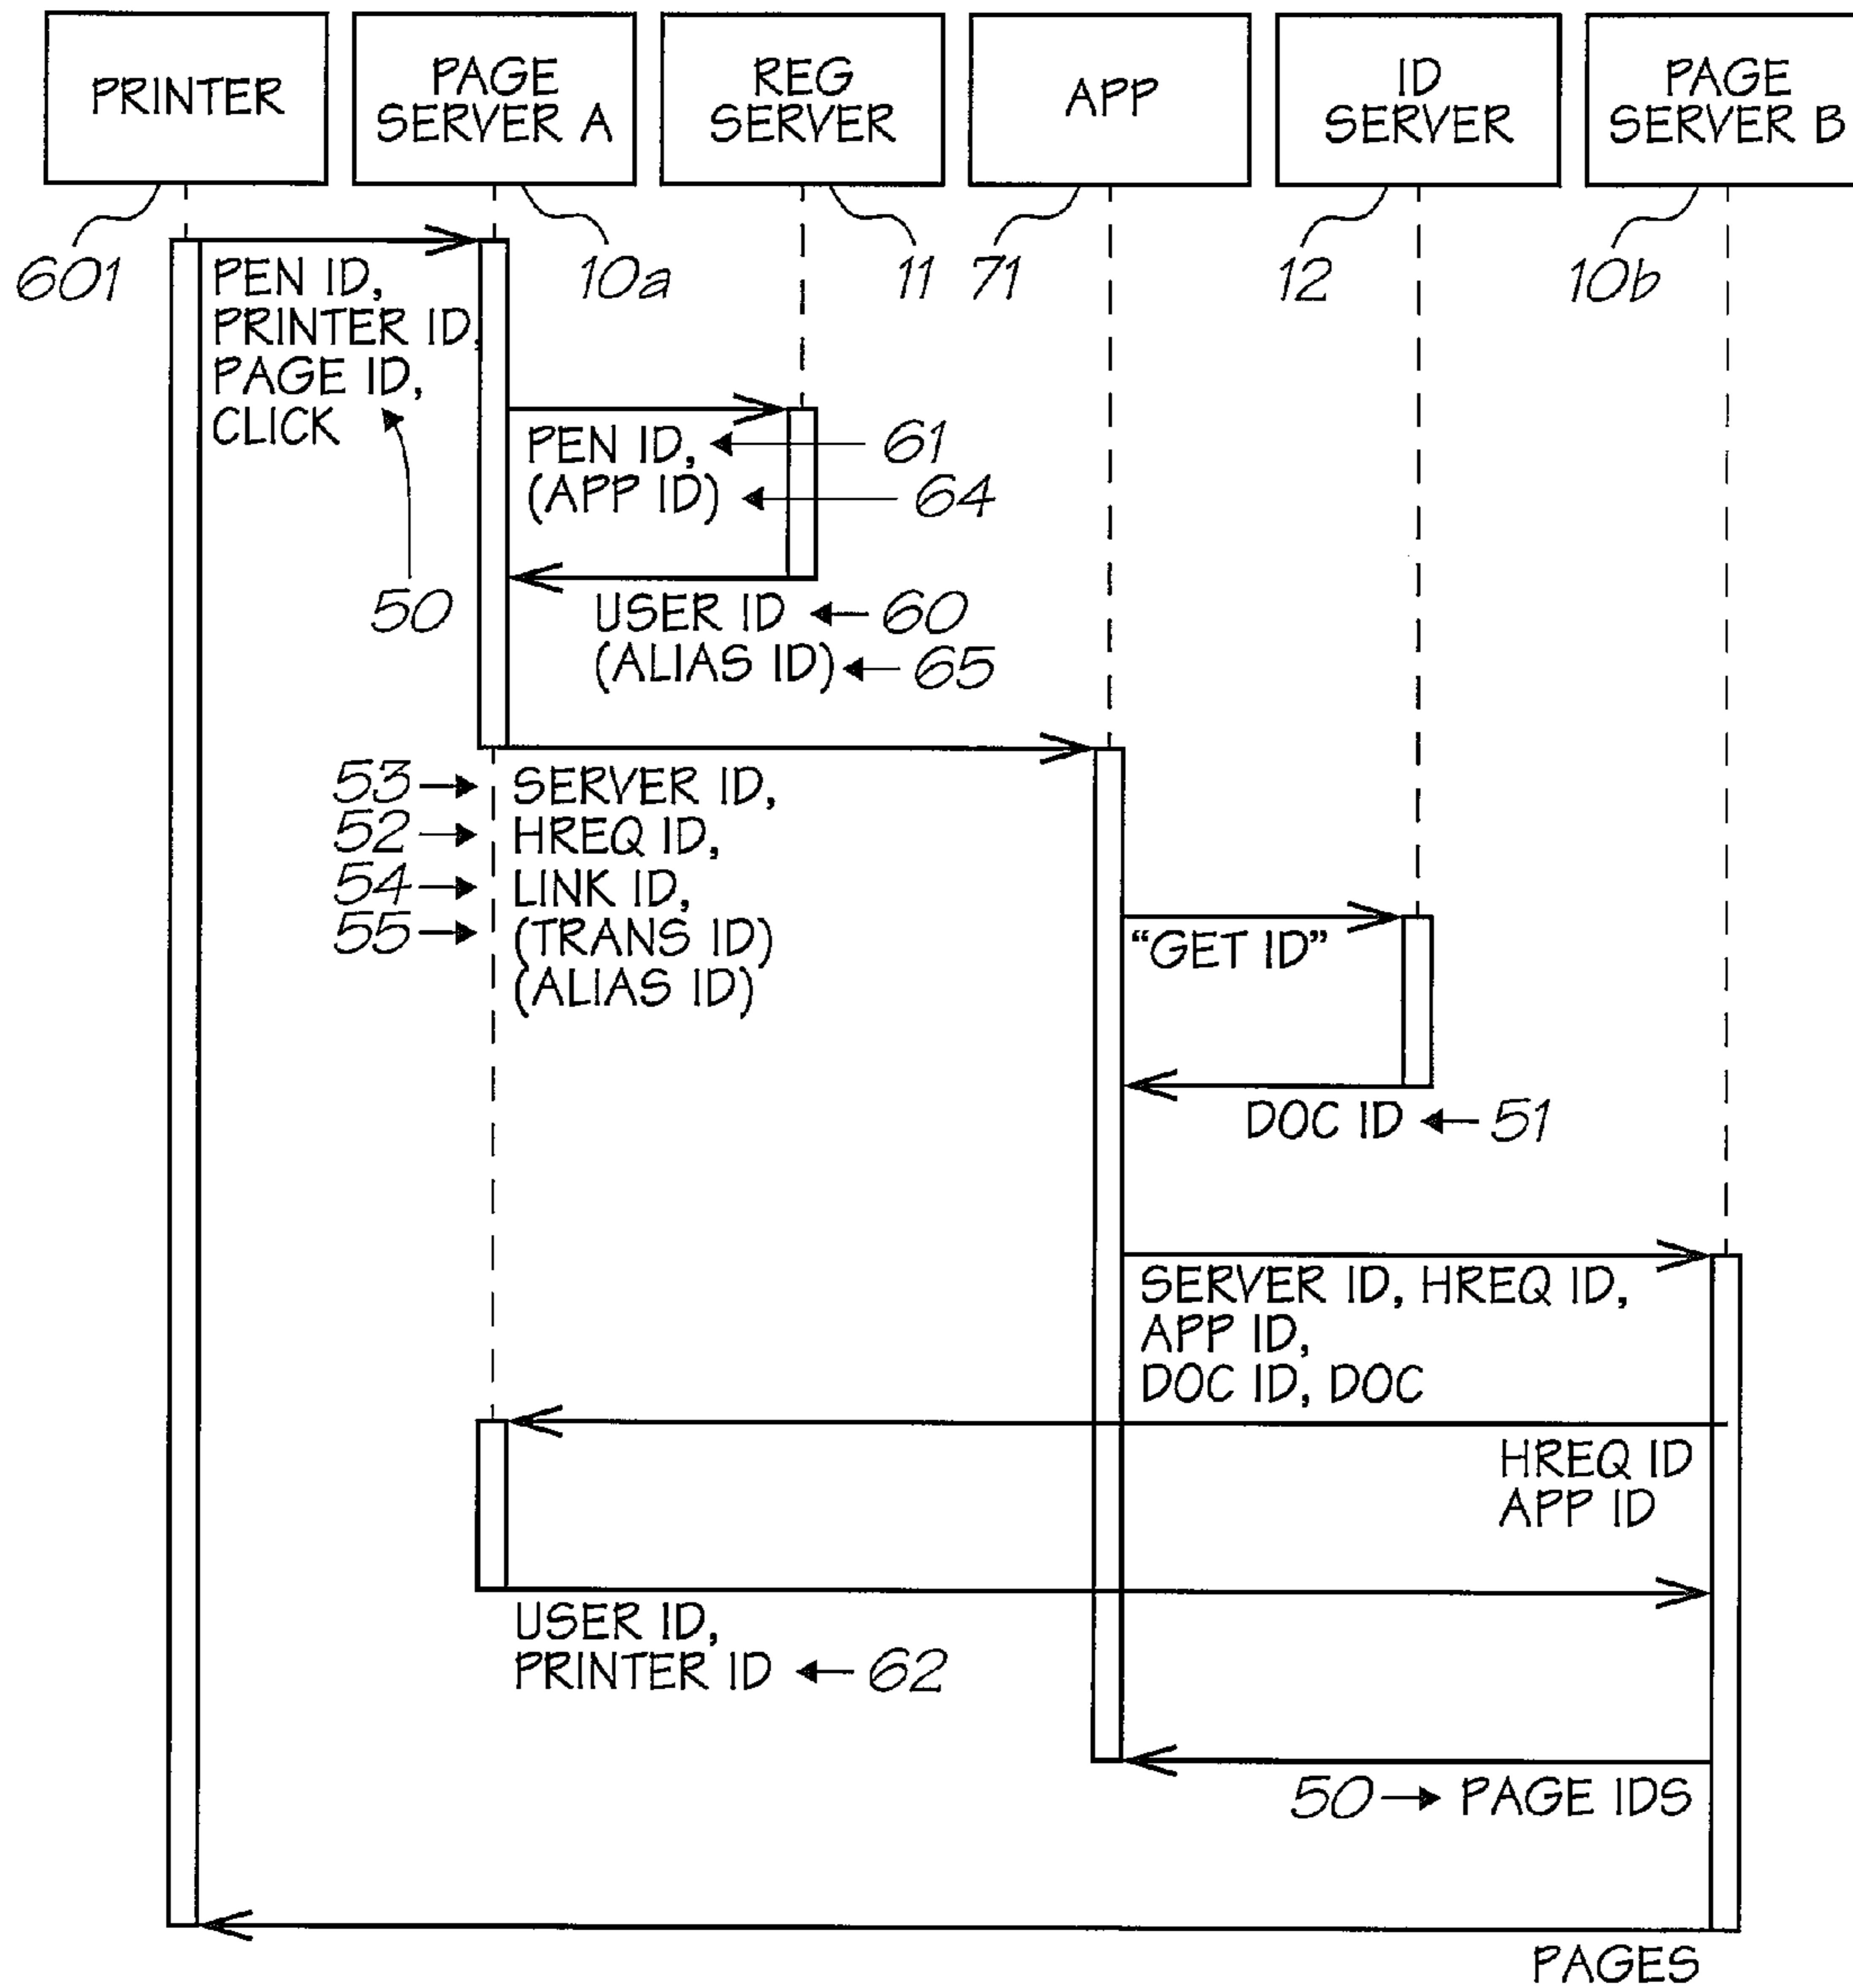 PRINTER
PAGE
SERVER A
REG
SERVER
APP
ID
SERVER
PAGE
SERVER B
601
10a
11
71
12
10b
PEN ID,
PRINTER ID,
PAGE ID,
CLICK
50
PEN ID,
61
(APP ID)
64
USER ID
60
(ALIAS ID)
65
53
SERVER ID,
52
HREQ ID,
54
LINK ID,
55
(TRANS ID)
(ALIAS ID)
"GET ID"
DOC ID
51
SERVER ID, HREQ ID,
APP ID,
DOC ID, DOC
HREQ ID
APP ID
USER ID,
PRINTER ID
62
50
PAGE IDS
PAGES